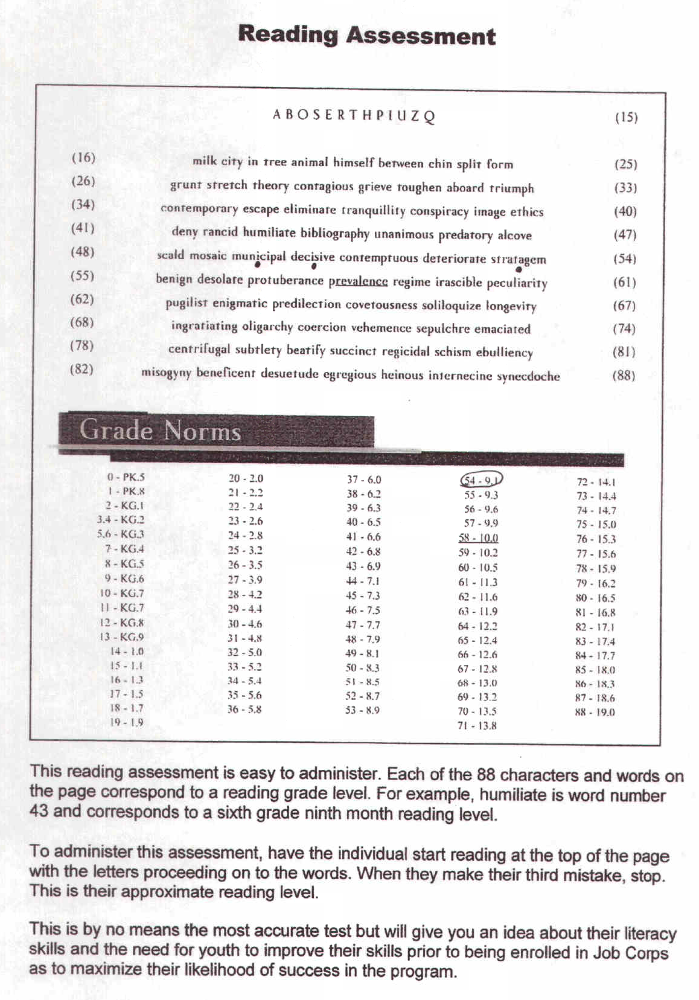 Reading Assessment
A B O S E R T H P I U Z Q (15)
(16) milk city in tree animal himself between chin split form (25)
(26) grunt stretch theory contagious grieve toughen aboard triumph (33)
(34) contemporary escape eliminate tranquillity conspiracy image ethics (40)
(41) deny rancid humiliate bibliography unanimous predatory alcove (47)
(48) scald mosaic municipal decisive contemptuous deteriorate stratagem (54)
(55) benign desolate protuberance prevalence regime irascible peculiarity (61)
(62) pugilist enigmatic predilection covetousness soliloquize longevity (67)
(68) ingratiating oligarchy coercion vehemence sepulchre emaciated (74)
(78) centrifugal subtlety beatify succinct regicidal schism ebulliency (81)
(82) misogyny beneficent desuetude egregious heinous internecine synecdoche (88)
Grade Norms
0 - PK.5 20 - 2.0 37 - 6.0 54 - 9.1 72 - 14.1
1 - PK.8 21 - 2.2 38 - 6.2 55 - 9.3 73 - 14.4
2 - KG.1 22 - 2.4 39 - 6.3 56 - 9.6 74 - 14.7
3.4 - KG.2 23 - 2.6 40 - 6.5 57 - 9.9 75 - 15.0
5.6 - KG.3 24 - 2.8 41 - 6.6 58 - 10.0 76 - 15.3
7 - KG.4 25 - 3.2 42 - 6.8 59 - 10.2 77 - 15.6
8 - KG.5 26 - 3.5 43 - 6.9 60 - 10.5 78 - 15.9
9 - KG.6 27 - 3.9 44 - 7.1 61 - 11.3 79 - 16.2
10 - KG.7 28 - 4.2 45 - 7.3 62 - 11.6 80 - 16.5
11 - KG.7 29 - 4.4 46 - 7.5 63 - 11.9 81 - 16.8
12 - KG.8 30 - 4.6 47 - 7.7 64 - 12.2 82 - 17.1
13 - KG.9 31 - 4.8 48 - 7.9 65 - 12.4 83 - 17.4
14 - 1.0 32 - 5.0 49 - 8.1 66 - 12.6 84 - 17.7
15 - 1.1 33 - 5.2 50 - 8.3 67 - 12.8 85 - 18.0
16 - 1.3 34 - 5.4 51 - 8.5 68 - 13.0 86 - 18.3
17 - 1.5 35 - 5.6 52 - 8.7 69 - 13.2 87 - 18.6
18 - 1.7 36 - 5.8 53 - 8.9 70 - 13.5 88 - 19.0
19 - 1.9 71 - 13.8
This reading assessment is easy to administer. Each of the 88 characters and words on
the page correspond to a reading grade level. For example, humiliate is word number
43 and corresponds to a sixth grade ninth month reading level.
To administer this assessment, have the individual start reading at the top of the page
with the letters proceeding on to the words. When they make their third mistake, stop.
This is their approximate reading level.
This is by no means the most accurate test but will give you an idea about their literacy
skills and the need for youth to improve their skills prior to being enrolled in Job Corps
as to maximize their likelihood of success in the program.